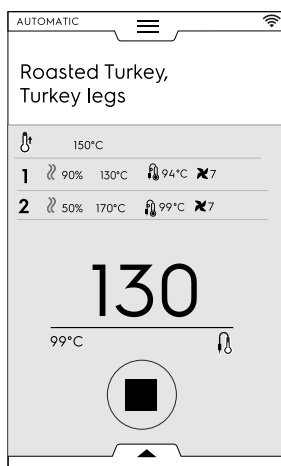 AUTOMATIC
Roasted Turkey,
Turkey legs
150°C
1 90% 130°C 94°C 7
2 50% 170°C 99°C 7
130
99°C